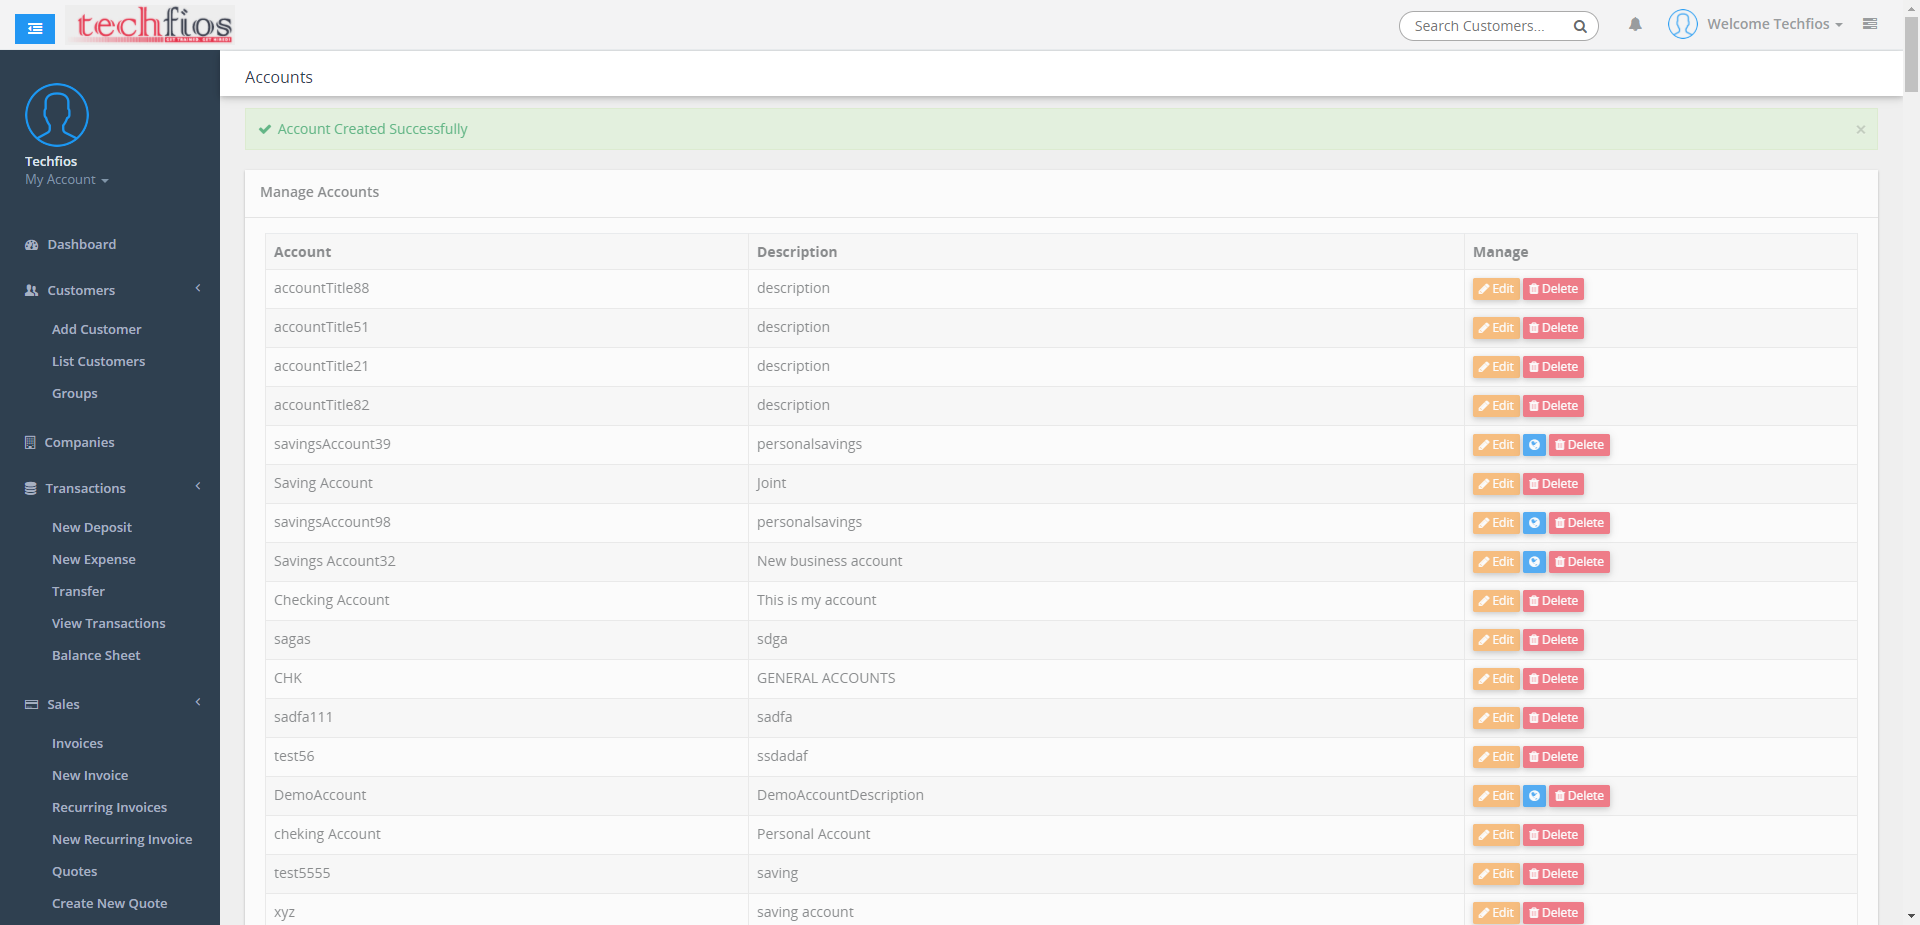 techfios
GET TRAINED. GET HIRED!
Search Customers...
Welcome Techfios
Techfios
My Account
Dashboard
Customers
Add Customer
List Customers
Groups
Companies
Transactions
New Deposit
New Expense
Transfer
View Transactions
Balance Sheet
Sales
Invoices
New Invoice
Recurring Invoices
New Recurring Invoice
Quotes
Create New Quote
Accounts
Account Created Successfully ×
Manage Accounts
Account Description Manage
accountTitle88 description Edit Delete
accountTitle51 description Edit Delete
accountTitle21 description Edit Delete
accountTitle82 description Edit Delete
savingsAccount39 personalsavings Edit Delete
Saving Account Joint Edit Delete
savingsAccount98 personalsavings Edit Delete
Savings Account32 New business account Edit Delete
Checking Account This is my account Edit Delete
sagas sdga Edit Delete
CHK GENERAL ACCOUNTS Edit Delete
sadfa111 sadfa Edit Delete
test56 ssdadaf Edit Delete
DemoAccount DemoAccountDescription Edit Delete
cheking Account Personal Account Edit Delete
test5555 saving Edit Delete
xyz saving account Edit Delete